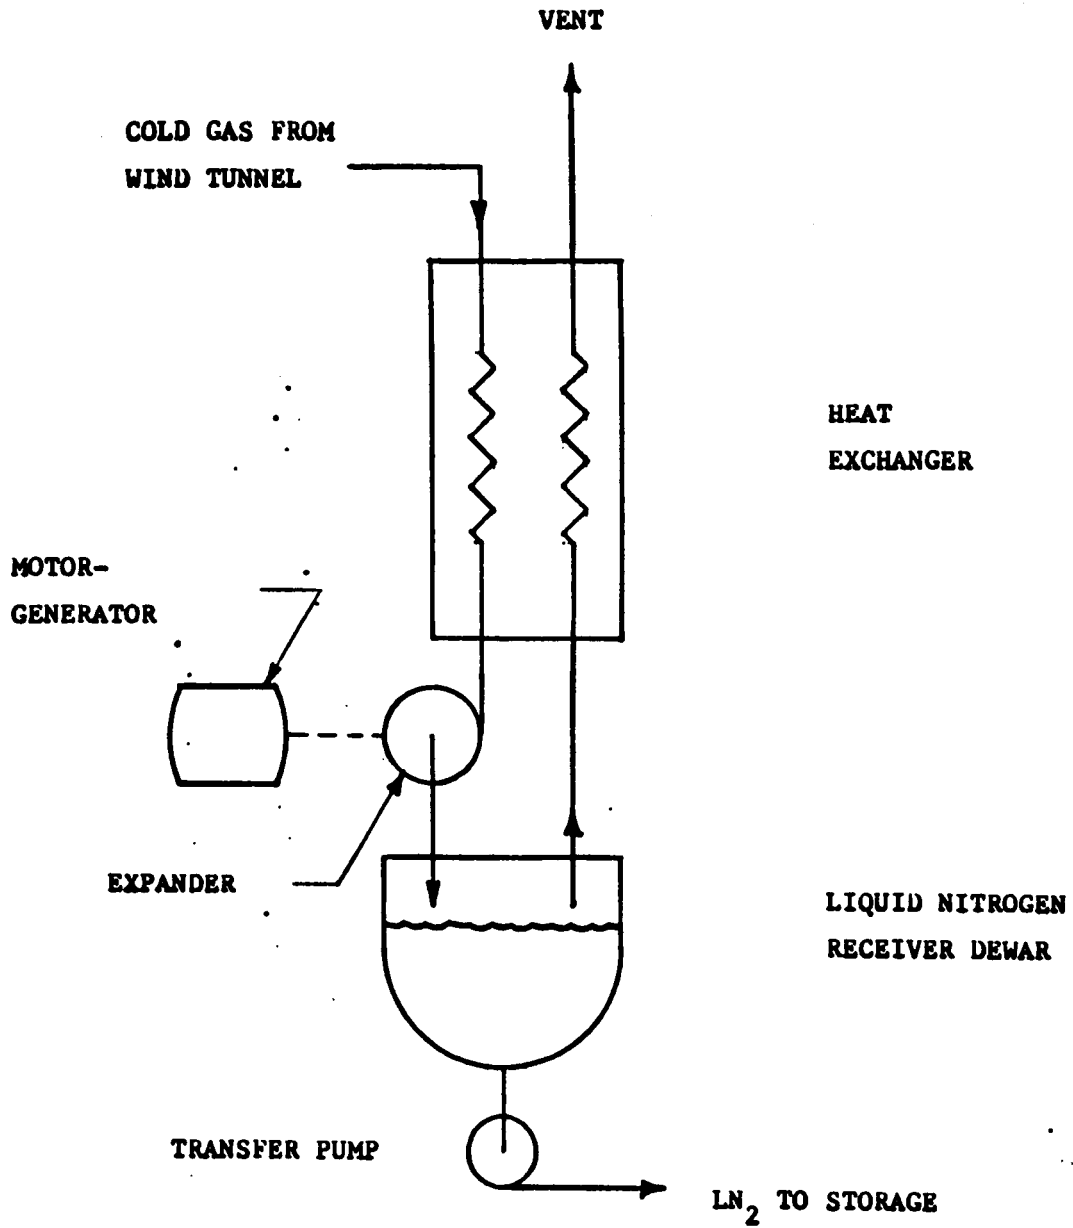 VENT
COLD GAS FROM
WIND TUNNEL
HEAT
EXCHANGER
MOTOR-
GENERATOR
EXPANDER
LIQUID NITROGEN
RECEIVER DEWAR
TRANSFER PUMP
LN2 TO STORAGE